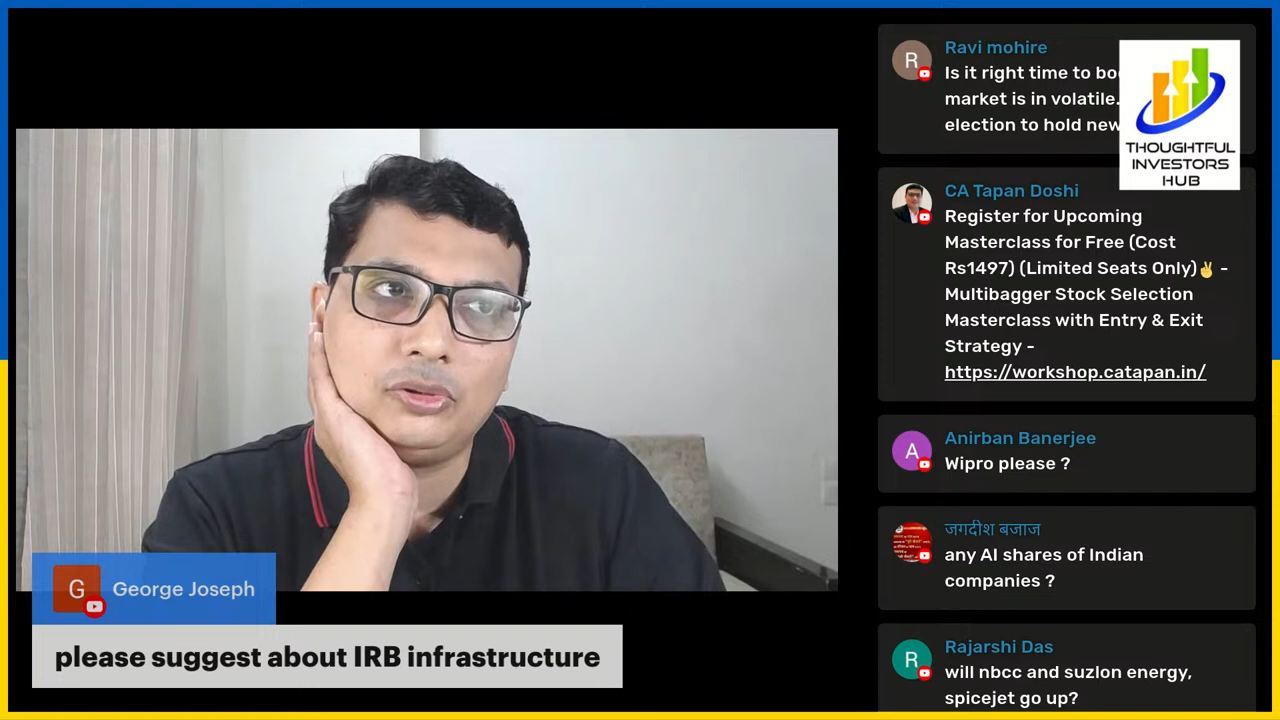 Ravi mohire
Is it right time to
market is in volatile.
election to hold new
THOUGHTFUL
INVESTORS
HUB
R
CA Tapan Doshi
Register for Upcoming
Masterclass for Free (Cost
Rs1497) (Limited Seats Only)✌ -
Multibagger Stock Selection
Masterclass with Entry & Exit
Strategy -
https://workshop.catapan.in/
A
Anirban Banerjee
Wipro please ?
जगदीश बजाज
any AI shares of Indian
companies ?
R
Rajarshi Das
will nbcc and suzlon energy,
spicejet go up?
G
George Joseph
please suggest about IRB infrastructure